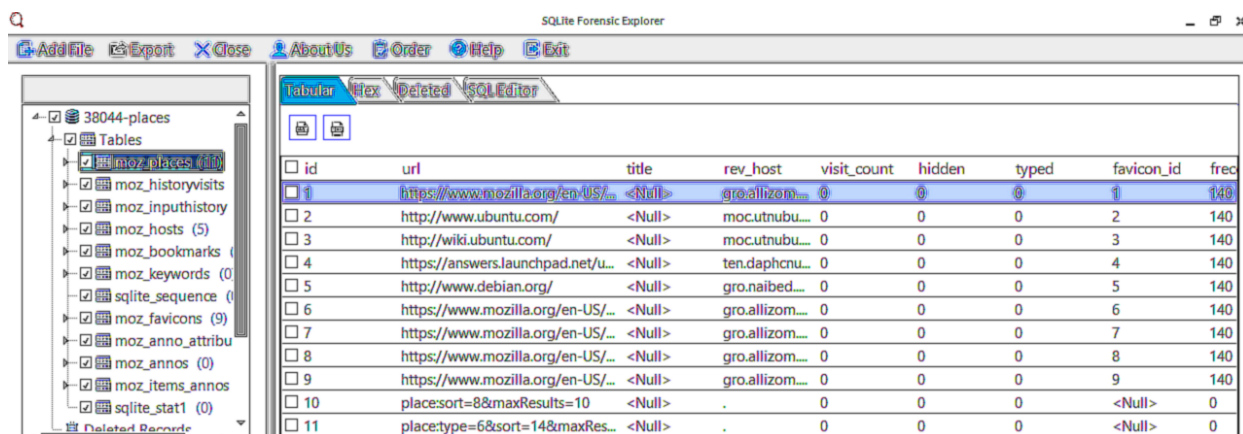 SQLite Forensic Explorer
Add File Export Close About Us Order Help Exit
Tabular Hex Deleted SQL Editor
38044-places
Tables
moz_places (11)
moz_historyvisits
moz_inputhistory
moz_hosts (5)
moz_bookmarks (
moz_keywords (0
sqlite_sequence (
moz_favicons (9)
moz_anno_attribu
moz_annos (0)
moz_items_annos
sqlite_stat1 (0)
Deleted Records
id url title rev_host visit_count hidden typed favicon_id frec
1 https://www.mozilla.org/en-US/... <Null> gro.allizom.... 0 0 0 1 140
2 http://www.ubuntu.com/ <Null> moc.utnubu.... 0 0 0 2 140
3 http://wiki.ubuntu.com/ <Null> moc.utnubu.... 0 0 0 3 140
4 https://answers.launchpad.net/u... <Null> ten.daphcnu... 0 0 0 4 140
5 http://www.debian.org/ <Null> gro.naibed.... 0 0 0 5 140
6 https://www.mozilla.org/en-US/... <Null> gro.allizom.... 0 0 0 6 140
7 https://www.mozilla.org/en-US/... <Null> gro.allizom.... 0 0 0 7 140
8 https://www.mozilla.org/en-US/... <Null> gro.allizom.... 0 0 0 8 140
9 https://www.mozilla.org/en-US/... <Null> gro.allizom.... 0 0 0 9 140
10 place:sort=8&maxResults=10 <Null> . 0 0 0 <Null> 0
11 place:type=6&sort=14&maxRes... <Null> . 0 0 0 <Null> 0